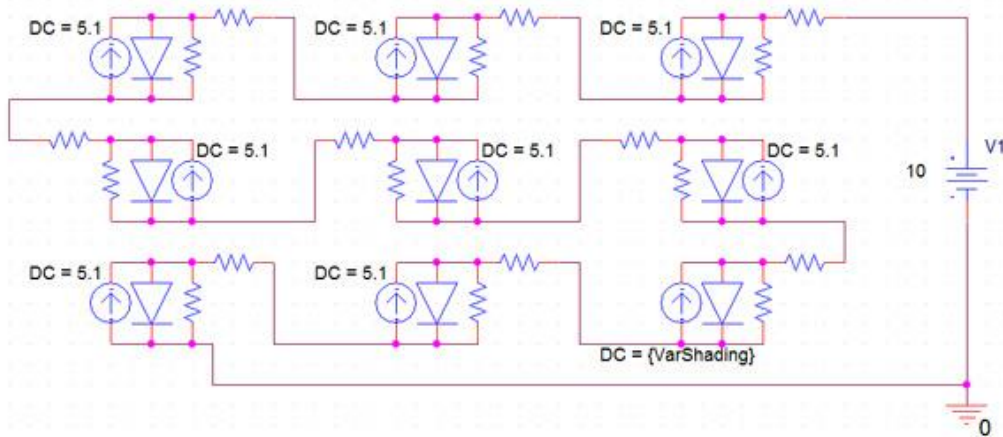 DC = 5.1 DC = 5.1 DC = 5.1
DC = 5.1 DC = 5.1 DC = 5.1
V1
10
DC = 5.1 DC = 5.1
DC = {VarShading}
0